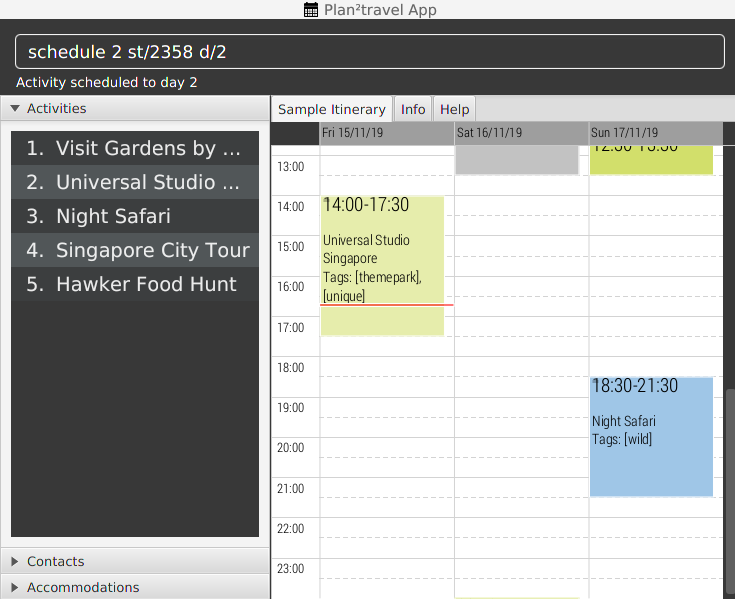 Plan²travel App
schedule 2 st/2358 d/2
Activity scheduled to day 2
Activities
1. Visit Gardens by ...
2. Universal Studio ...
3. Night Safari
4. Singapore City Tour
5. Hawker Food Hunt
Contacts
Accommodations
Sample Itinerary
Info
Help
Fri 15/11/19
Sat 16/11/19
Sun 17/11/19
13:00
14:00
15:00
16:00
17:00
18:00
19:00
20:00
21:00
22:00
23:00
14:00-17:30
Universal Studio
Singapore
Tags: [themepark],
[unique]
12:30-13:30
18:30-21:30
Night Safari
Tags: [wild]